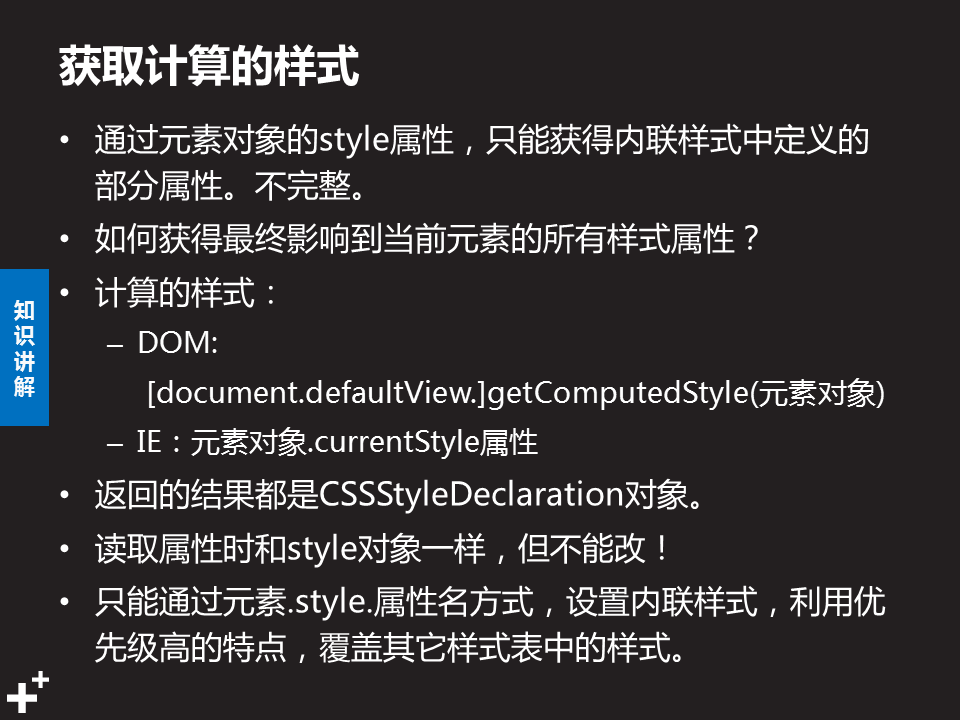 获取计算的样式
• 通过元素对象的style属性，只能获得内联样式中定义的
部分属性。不完整。
• 如何获得最终影响到当前元素的所有样式属性？
• 计算的样式：
– DOM:
[document.defaultView.]getComputedStyle(元素对象)
– IE：元素对象.currentStyle属性
• 返回的结果都是CSSStyleDeclaration对象。
• 读取属性时和style对象一样，但不能改！
• 只能通过元素.style.属性名方式，设置内联样式，利用优
先级高的特点，覆盖其它样式表中的样式。
知
识
讲
解